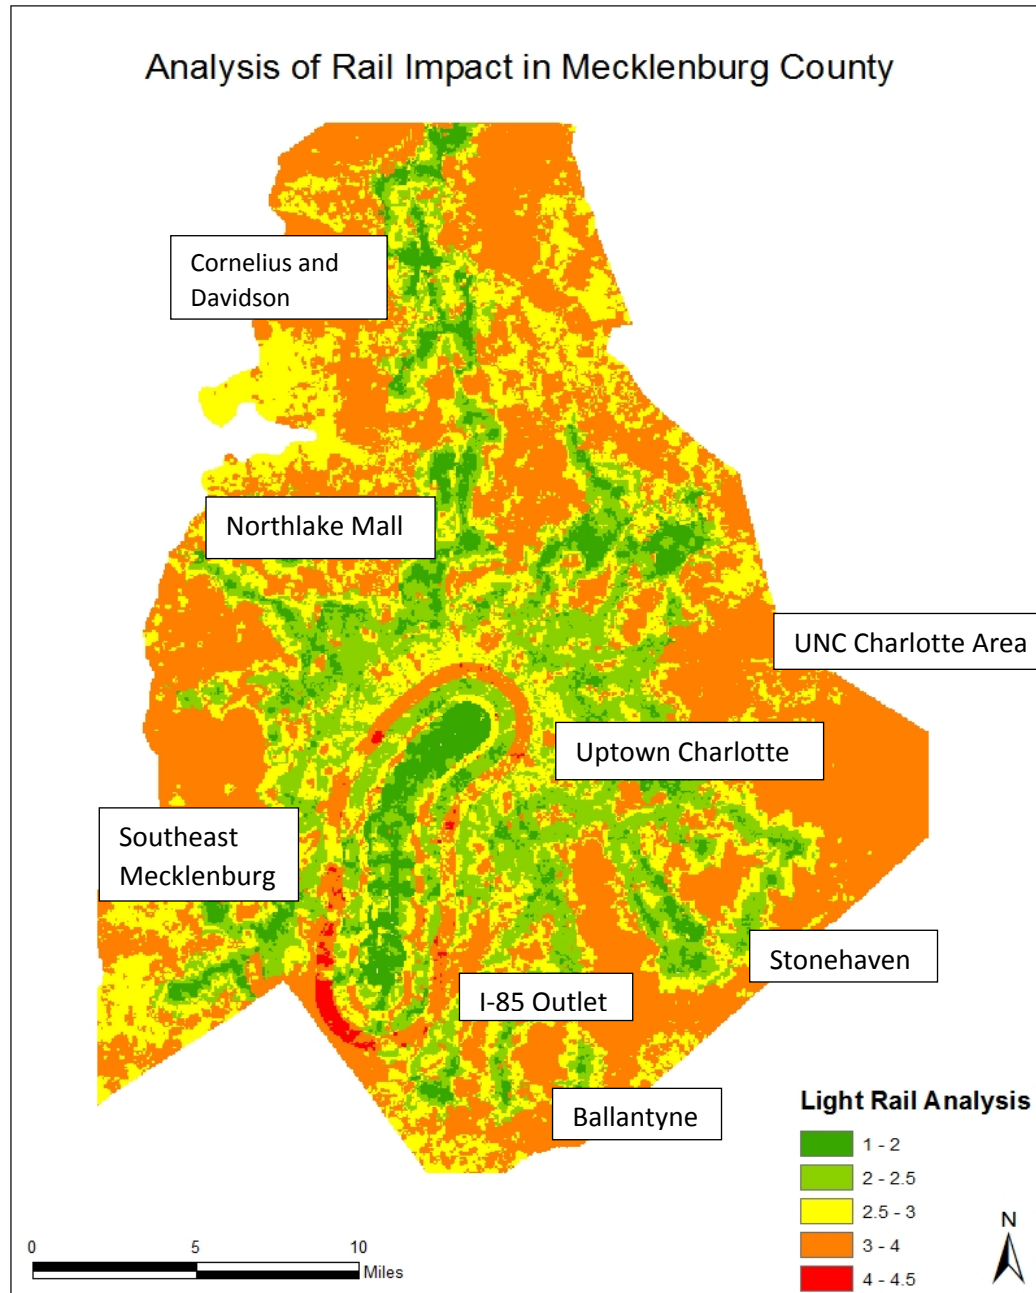 Analysis of Rail Impact in Mecklenburg County
Cornelius and
Davidson
Northlake Mall
UNC Charlotte Area
Uptown Charlotte
Southeast
Mecklenburg
Stonehaven
I-85 Outlet
Ballantyne
Light Rail Analysis
1 - 2
2 - 2.5
2.5 - 3
3 - 4
4 - 4.5
N
0 5 10
Miles